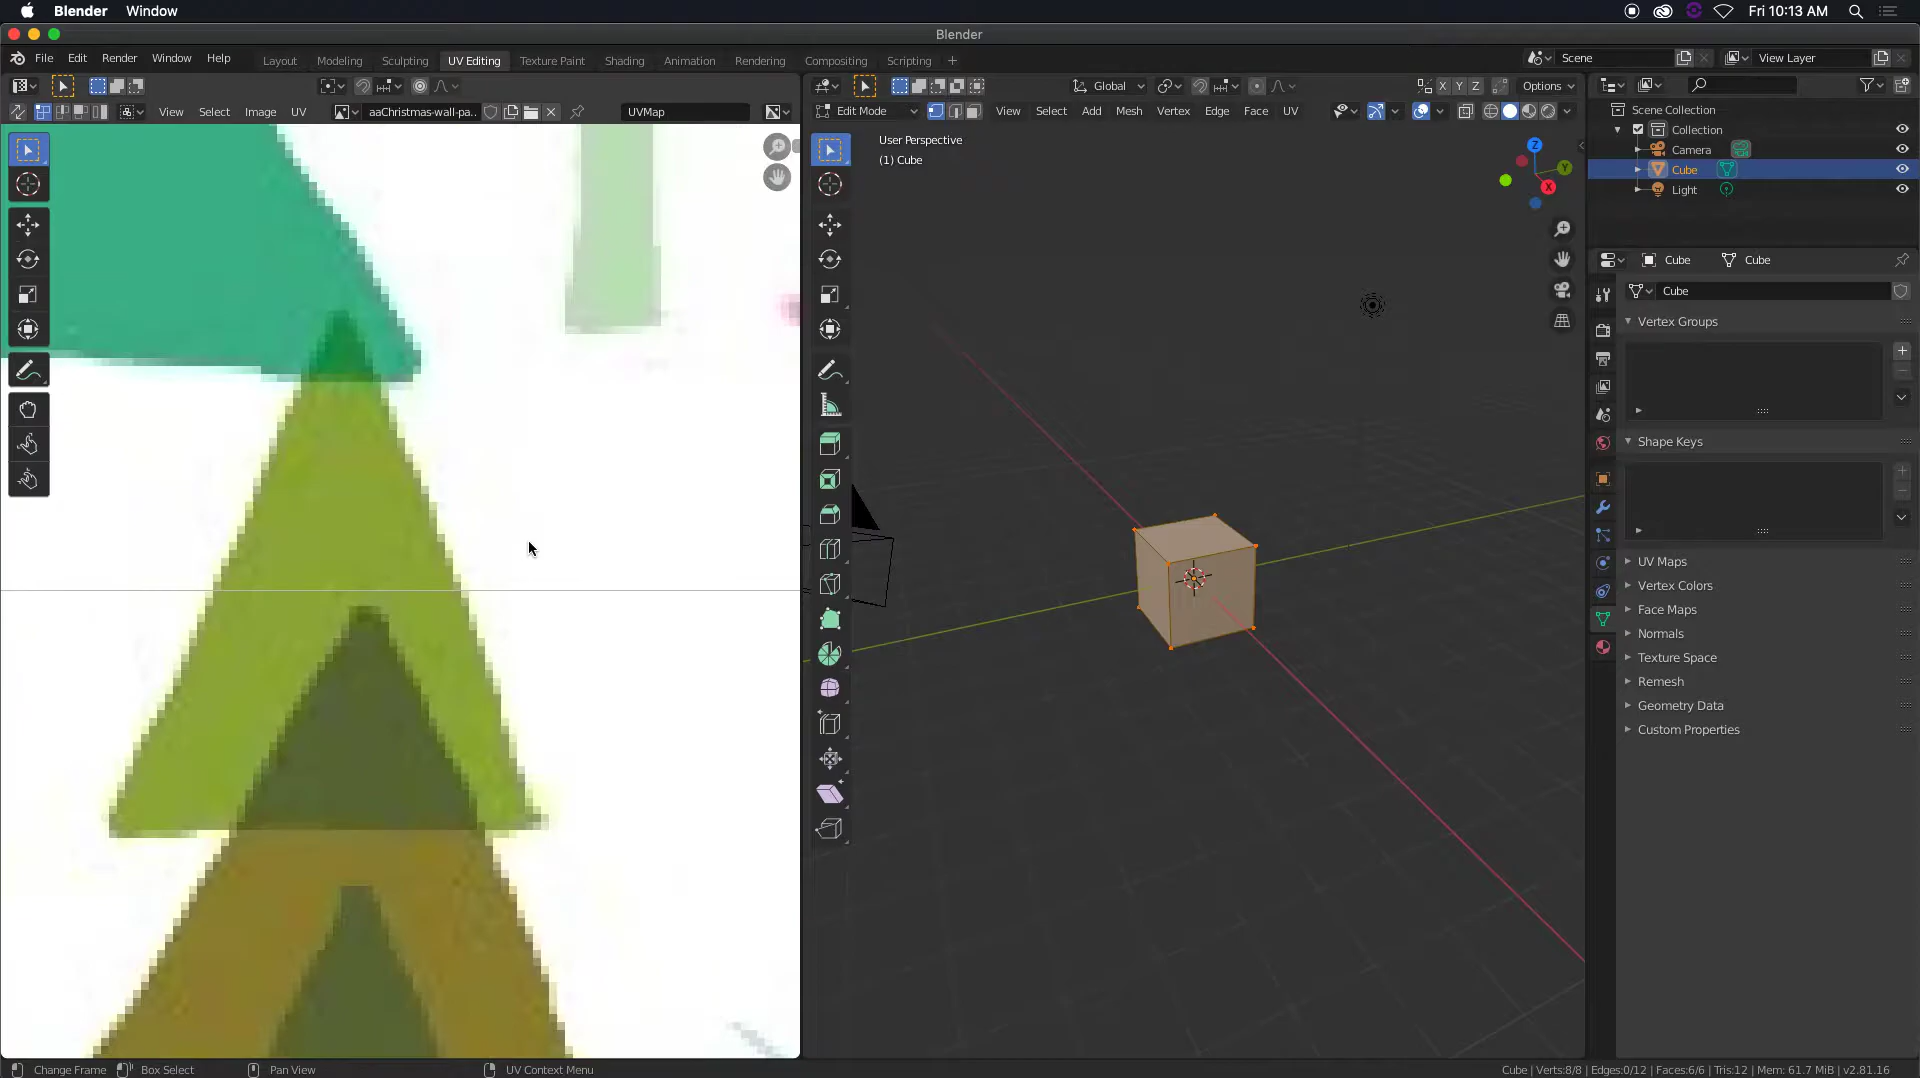 Blender Window Fri 10:13 AM
Blender
File Edit Render Window Help Layout Modeling Sculpting UV Editing Texture Paint Shading Animation Rendering Compositing Scripting + Scene View Layer
Global X Y Z Options
View Select Image UV aaChristmas-wall-pa.. UVMap Edit Mode View Select Add Mesh Vertex Edge Face UV
Scene Collection
Collection
Camera
Cube
Light
User Perspective
(1) Cube
Z
Y
X
Cube Cube
Cube
Vertex Groups
Shape Keys
UV Maps
Vertex Colors
Face Maps
Normals
Texture Space
Remesh
Geometry Data
Custom Properties
Change Frame Box Select Pan View UV Context Menu Cube | Verts:8/8 | Edges:0/12 | Faces:6/6 | Tris:12 | Mem: 61.7 MiB | v2.81.16